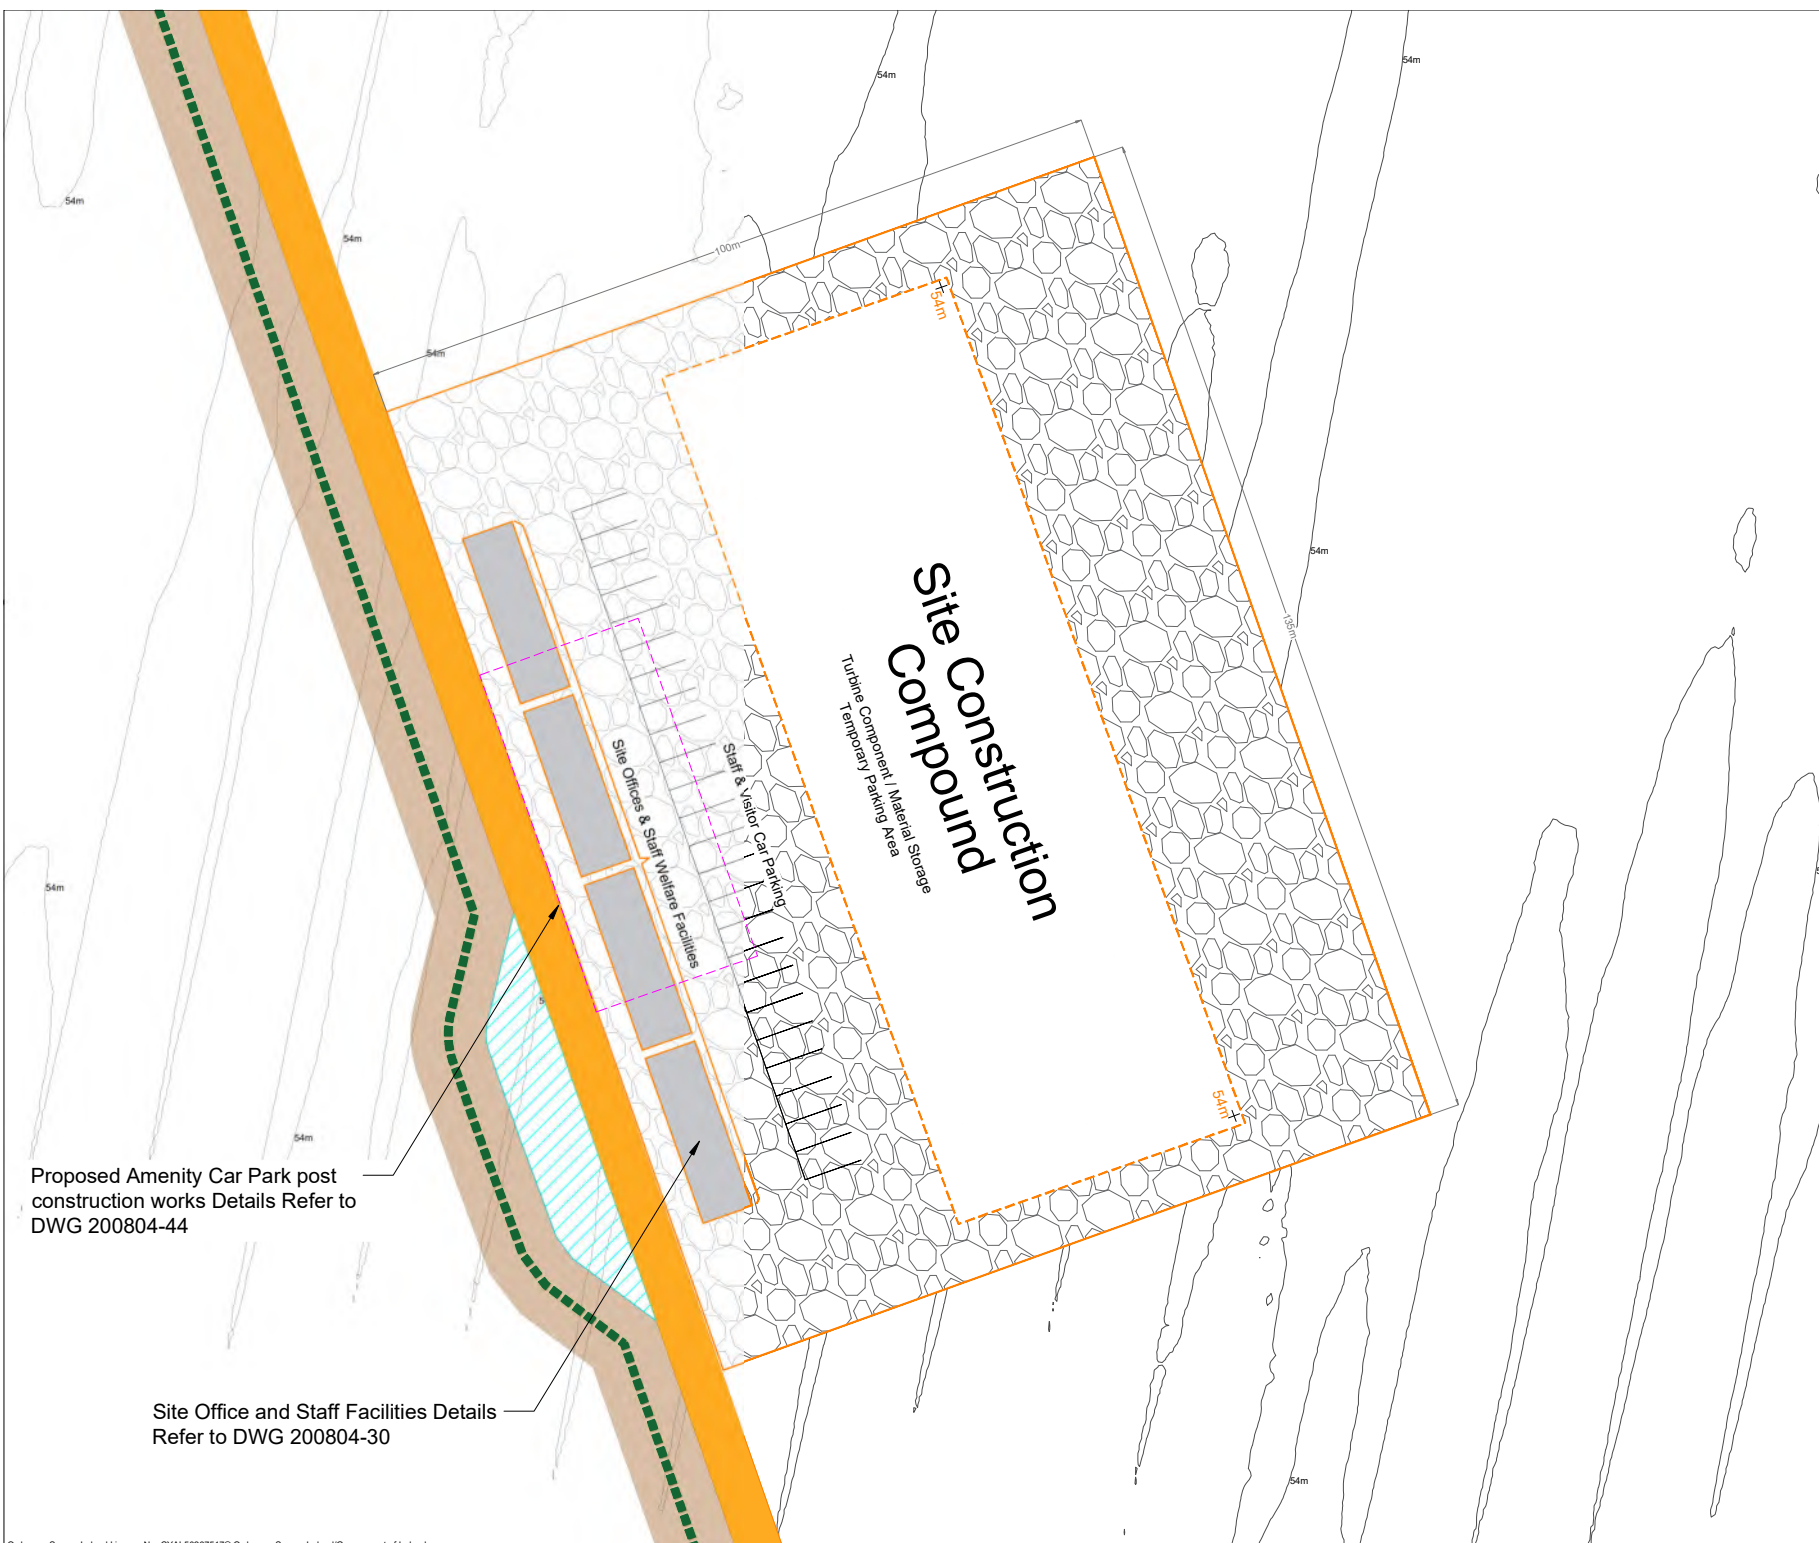 54m
54m
54m
54m
100m
54m
54m
54m
135m
Site Construction
Compound
Turbine Component / Material Storage
Temporary Parking Area
Staff & Visitor Car Parking
Site Offices & Staff Welfare Facilities
54m
54m
54m
Proposed Amenity Car Park post
construction works Details Refer to
DWG 200804-44
Site Office and Staff Facilities Details
Refer to DWG 200804-30
54m